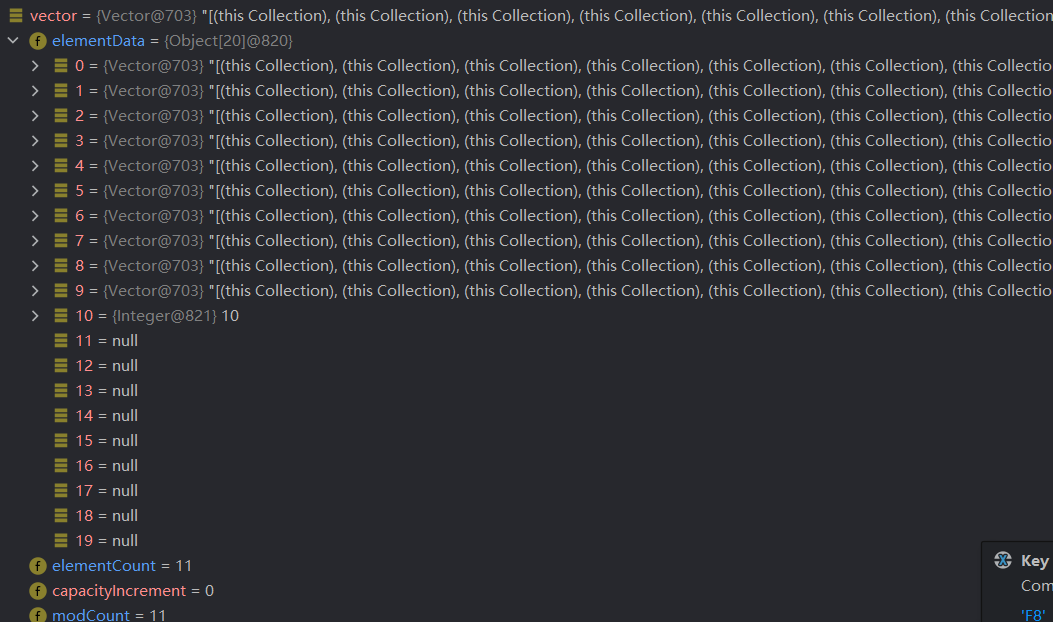 vector = {Vector@703} "[(this Collection), (this Collection), (this Collection), (this Collection), (this Collection), (this Collection), (this Collection), (this Collection
elementData = {Object[20]@820}
0 = {Vector@703} "[(this Collection), (this Collection), (this Collection), (this Collection), (this Collection), (this Collection), (this Collectio
1 = {Vector@703} "[(this Collection), (this Collection), (this Collection), (this Collection), (this Collection), (this Collection), (this Collectio
2 = {Vector@703} "[(this Collection), (this Collection), (this Collection), (this Collection), (this Collection), (this Collection), (this Collectio
3 = {Vector@703} "[(this Collection), (this Collection), (this Collection), (this Collection), (this Collection), (this Collection), (this Collectio
4 = {Vector@703} "[(this Collection), (this Collection), (this Collection), (this Collection), (this Collection), (this Collection), (this Collectio
5 = {Vector@703} "[(this Collection), (this Collection), (this Collection), (this Collection), (this Collection), (this Collection), (this Collectio
6 = {Vector@703} "[(this Collection), (this Collection), (this Collection), (this Collection), (this Collection), (this Collection), (this Collectio
7 = {Vector@703} "[(this Collection), (this Collection), (this Collection), (this Collection), (this Collection), (this Collection), (this Collectio
8 = {Vector@703} "[(this Collection), (this Collection), (this Collection), (this Collection), (this Collection), (this Collection), (this Collectio
9 = {Vector@703} "[(this Collection), (this Collection), (this Collection), (this Collection), (this Collection), (this Collection), (this Collectio
10 = {Integer@821} 10
11 = null
12 = null
13 = null
14 = null
15 = null
16 = null
17 = null
18 = null
19 = null
elementCount = 11
capacityIncrement = 0
modCount = 11
Key
Com
'F8'